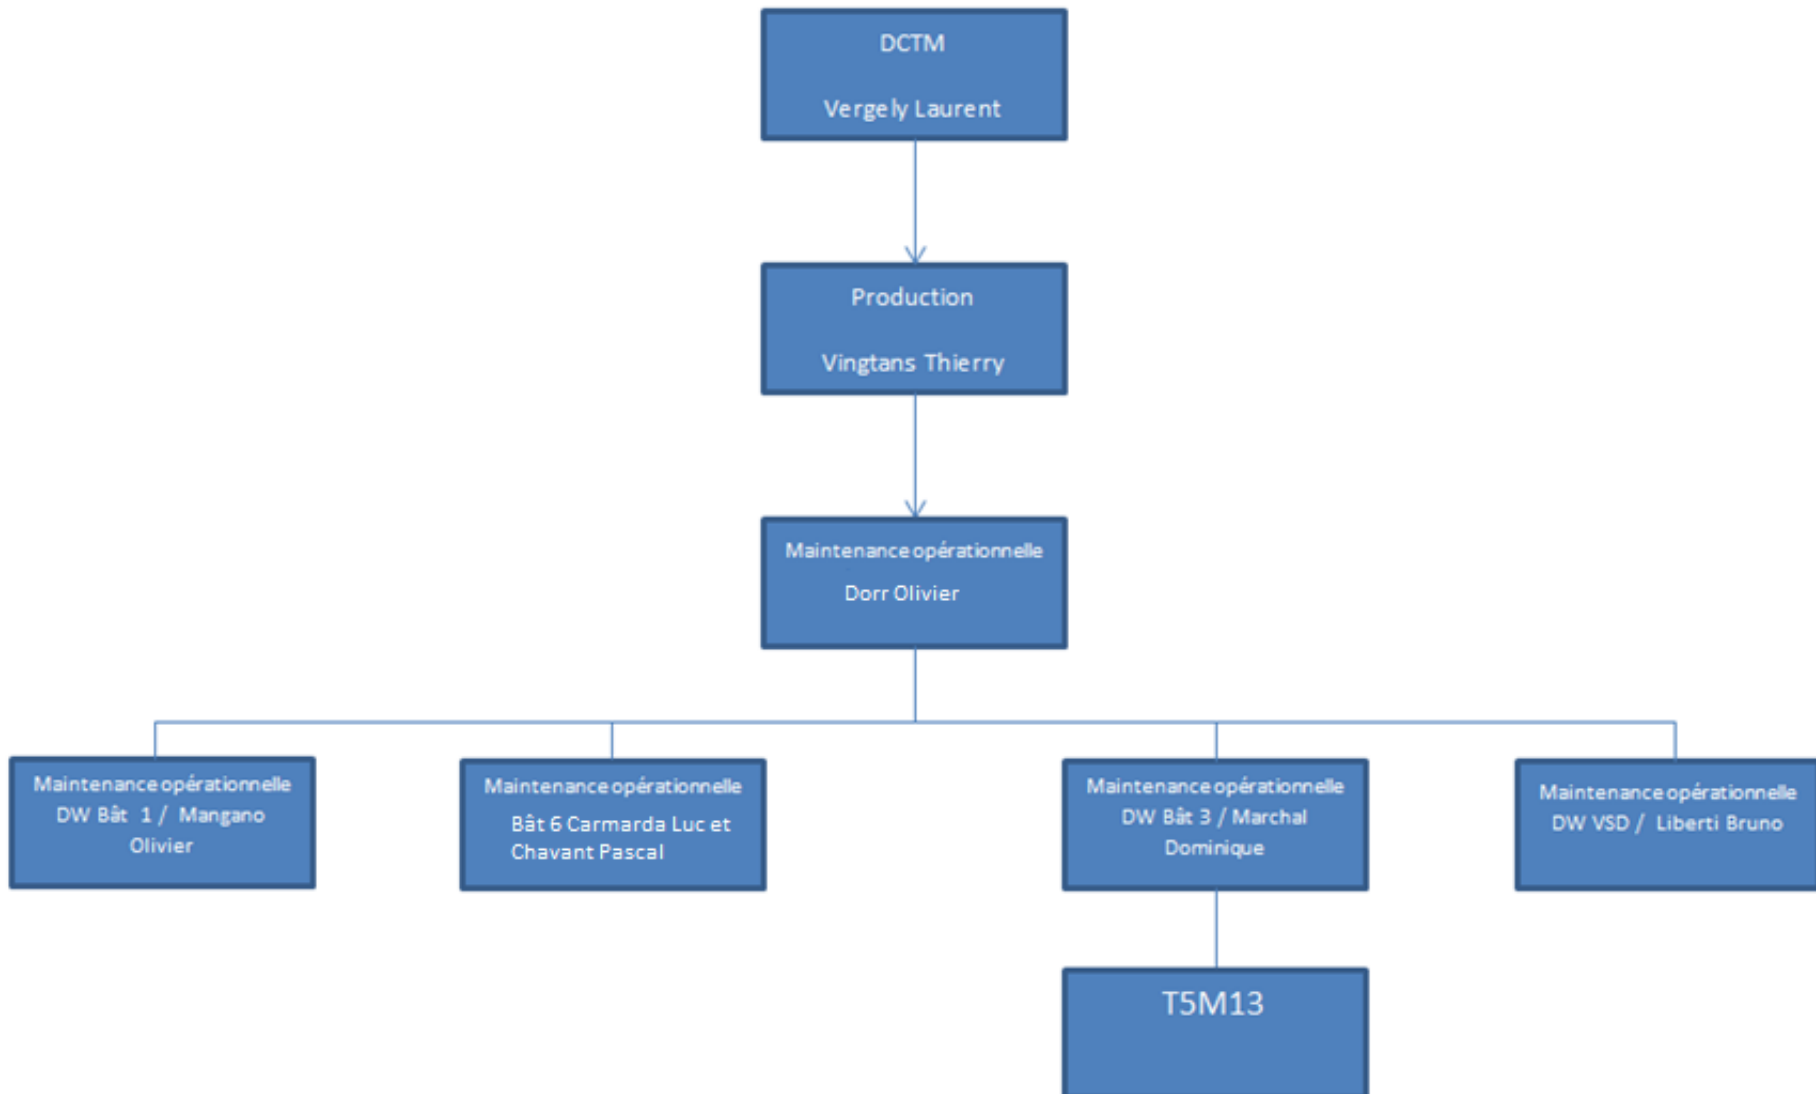 DCTM
Vergely Laurent
Production
Vingtans Thierry
Maintenance opérationnelle
Dorr Olivier
Maintenance opérationnelle
DW Bât 1 / Mangano
Olivier
Maintenance opérationnelle
Bât 6 Carmarda Luc et
Chavant Pascal
Maintenance opérationnelle
DW Bât 3 / Marchal
Dominique
Maintenance opérationnelle
DW VSD / Liberti Bruno
T5M13